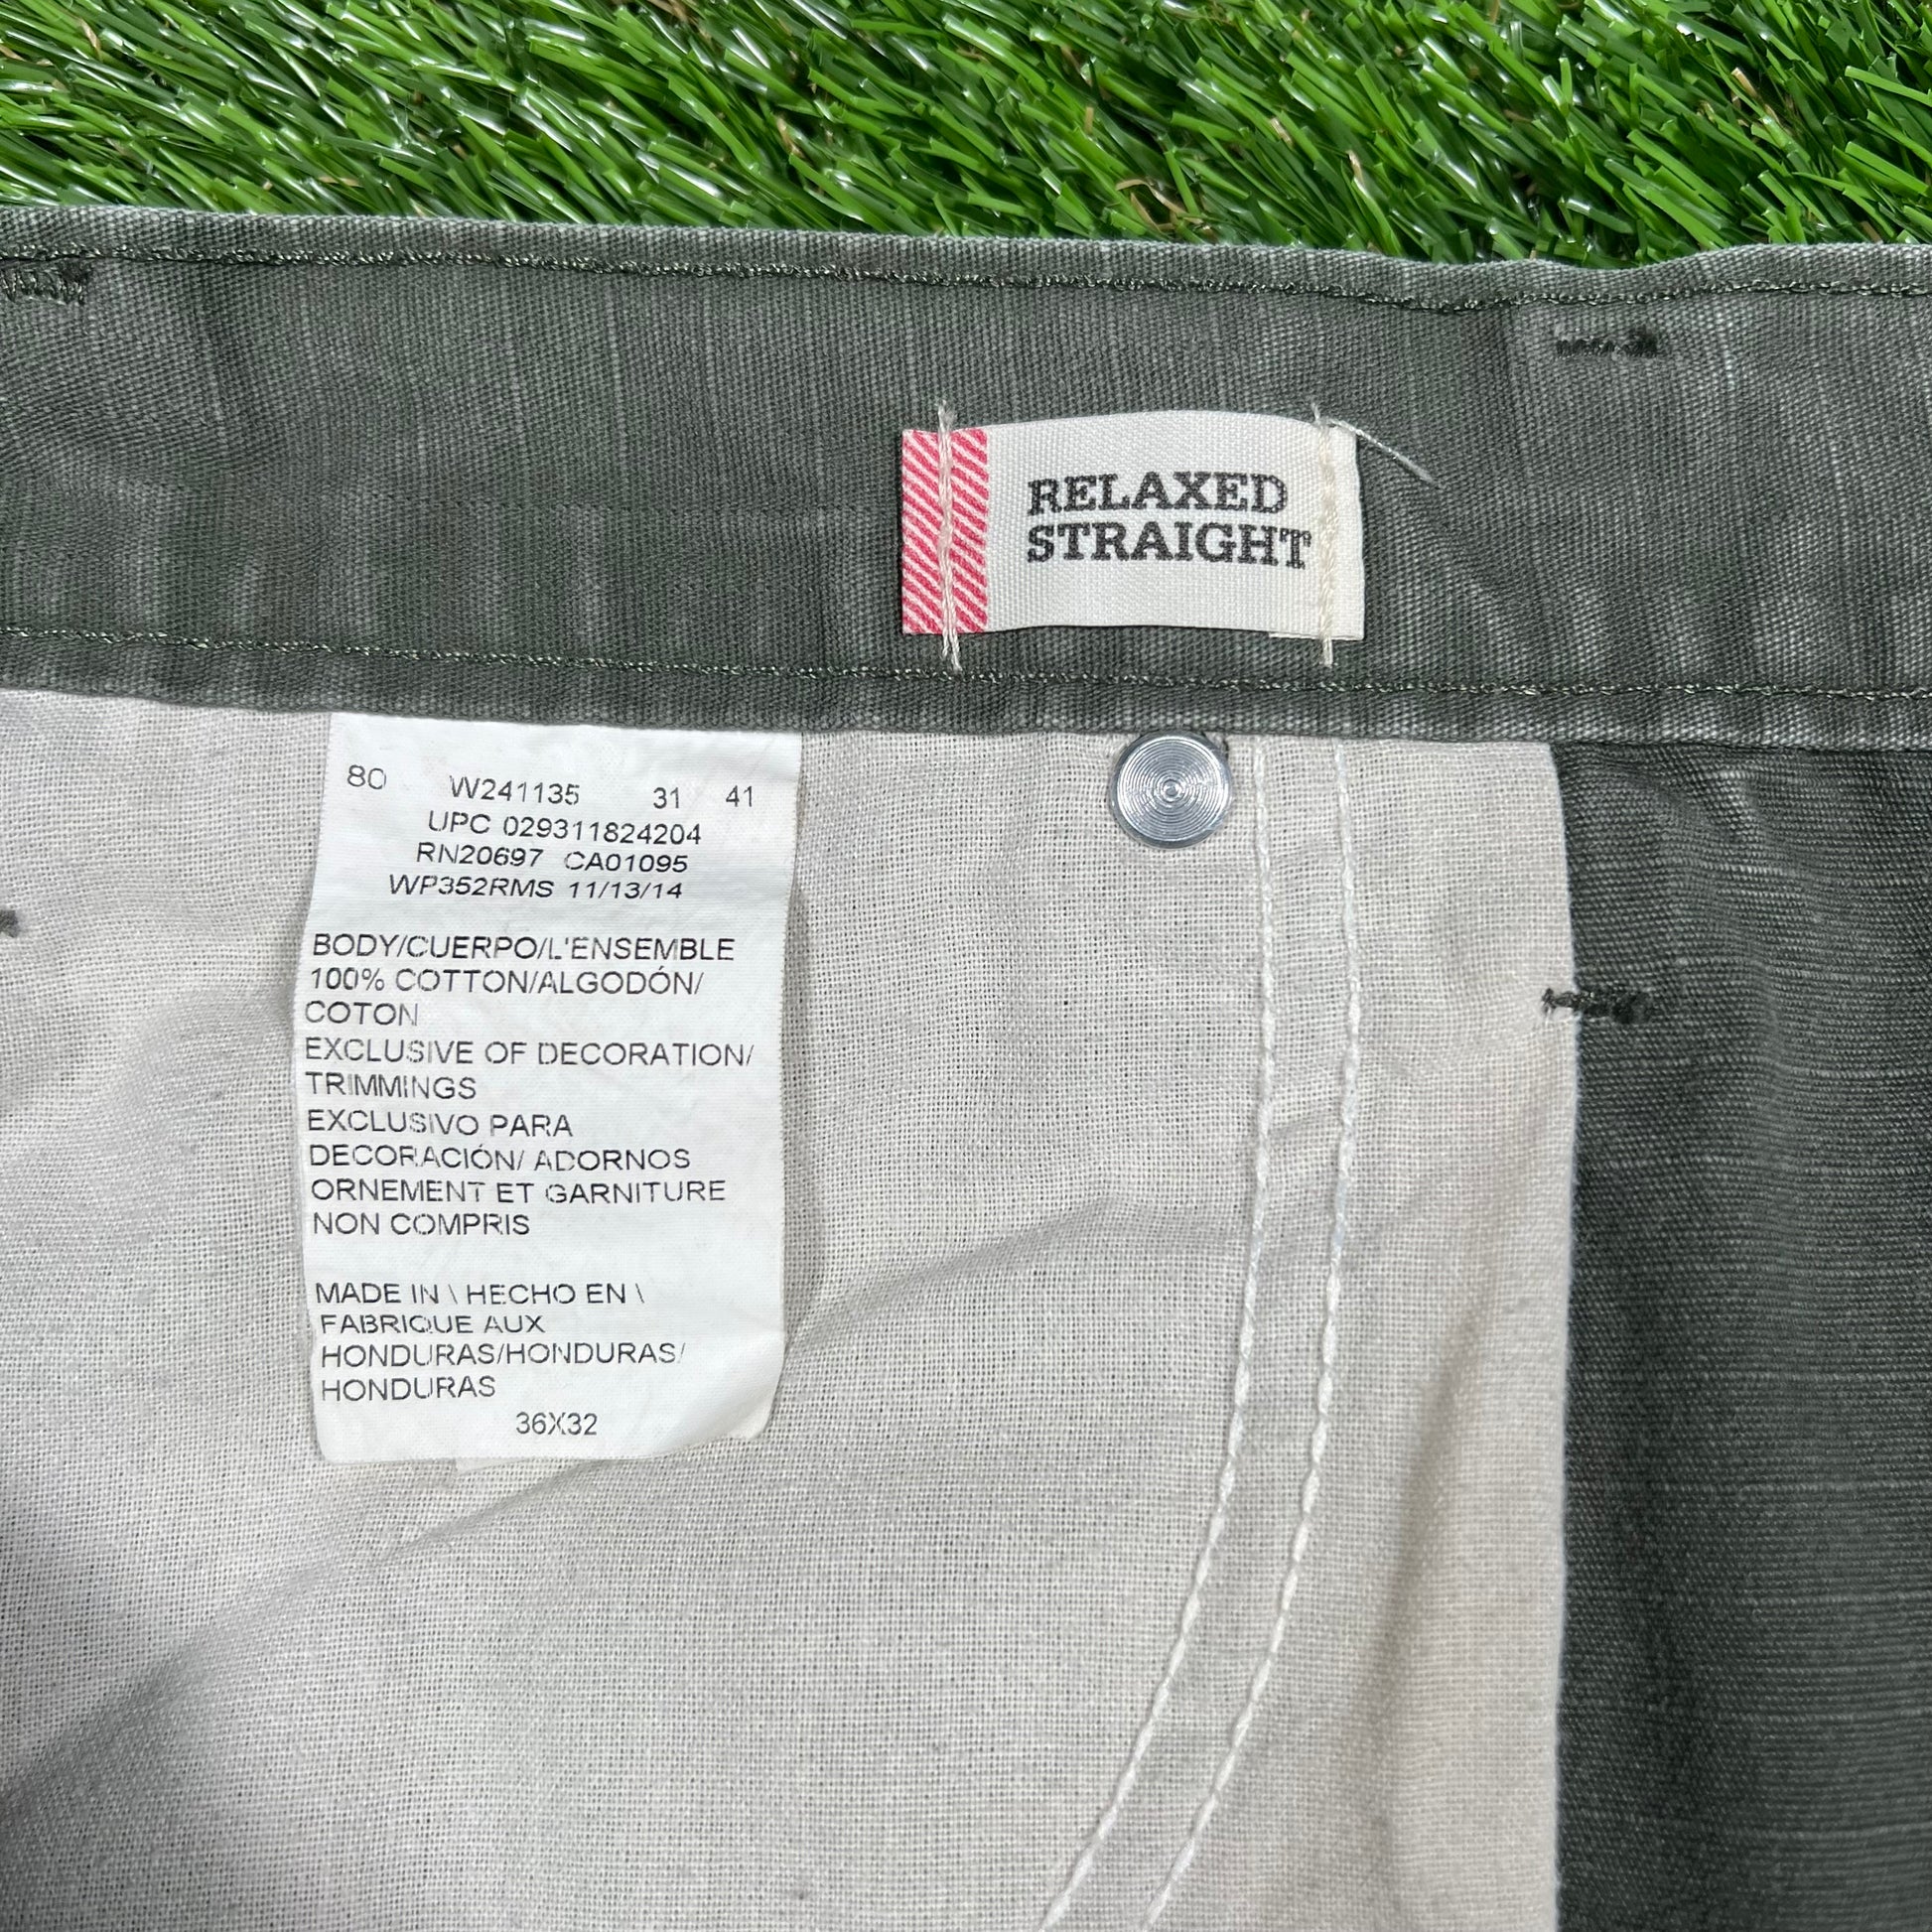 RELAXED
STRAIGHT
80 W241135 31 41
UPC 029311824204
RN20697 CA01095
WP352RMS 11/13/14
BODY/CUERPO/L'ENSEMBLE
100% COTTON/ALGODÓN/
COTON
EXCLUSIVE OF DECORATION/
TRIMMINGS
EXCLUSIVO PARA
DECORACIÓN/ ADORNOS
ORNEMENT ET GARNITURE
NON COMPRIS
MADE IN \ HECHO EN \
FABRIQUE AUX
HONDURAS/HONDURAS/
HONDURAS
36X32